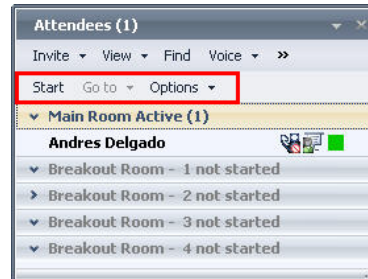 Attendees (1)
Invite View Find Voice »
Start Go to Options
Main Room Active (1)
Andres Delgado
Breakout Room - 1 not started
Breakout Room - 2 not started
Breakout Room - 3 not started
Breakout Room - 4 not started